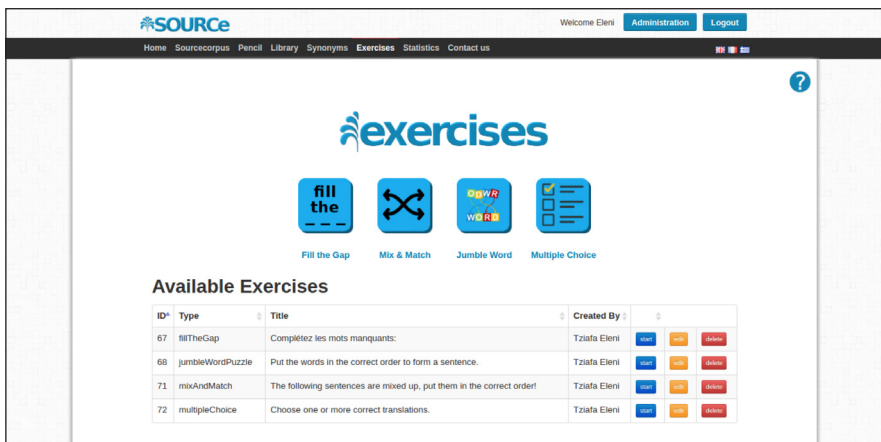 SOURCe
Welcome Eleni Administration Logout
Home Sourcecorpus Pencil Library Synonyms Exercises Statistics Contact us
?
exercises
fill
the
ODWR
WORD
Fill the Gap Mix & Match Jumble Word Multiple Choice
Available Exercises
ID Type Title Created By
67 fillTheGap Complétez les mots manquants: Tziafa Eleni start edit delete
68 jumbleWordPuzzle Put the words in the correct order to form a sentence. Tziafa Eleni start edit delete
71 mixAndMatch The following sentences are mixed up, put them in the correct order! Tziafa Eleni start edit delete
72 multipleChoice Choose one or more correct translations. Tziafa Eleni start edit delete